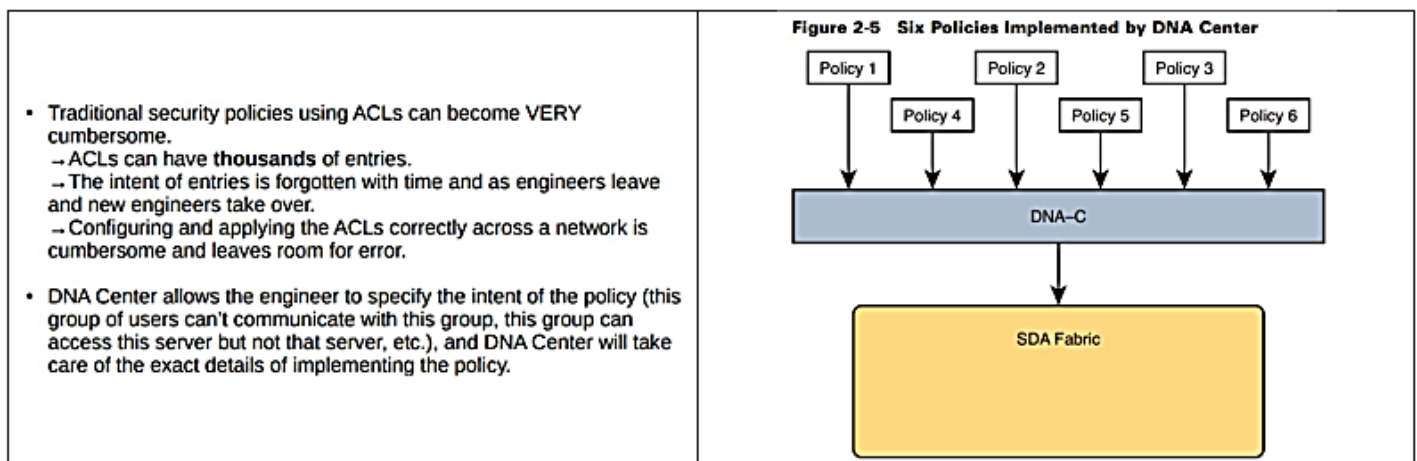 • Traditional security policies using ACLs can become VERY
cumbersome.
→ACLs can have thousands of entries.
→The intent of entries is forgotten with time and as engineers leave
and new engineers take over.
→Configuring and applying the ACLs correctly across a network is
cumbersome and leaves room for error.
• DNA Center allows the engineer to specify the intent of the policy (this
group of users can't communicate with this group, this group can
access this server but not that server, etc.), and DNA Center will take
care of the exact details of implementing the policy.
Figure 2-5 Six Policies Implemented by DNA Center
Policy 1 Policy 2 Policy 3
Policy 4 Policy 5 Policy 6
DNA–C
SDA Fabric